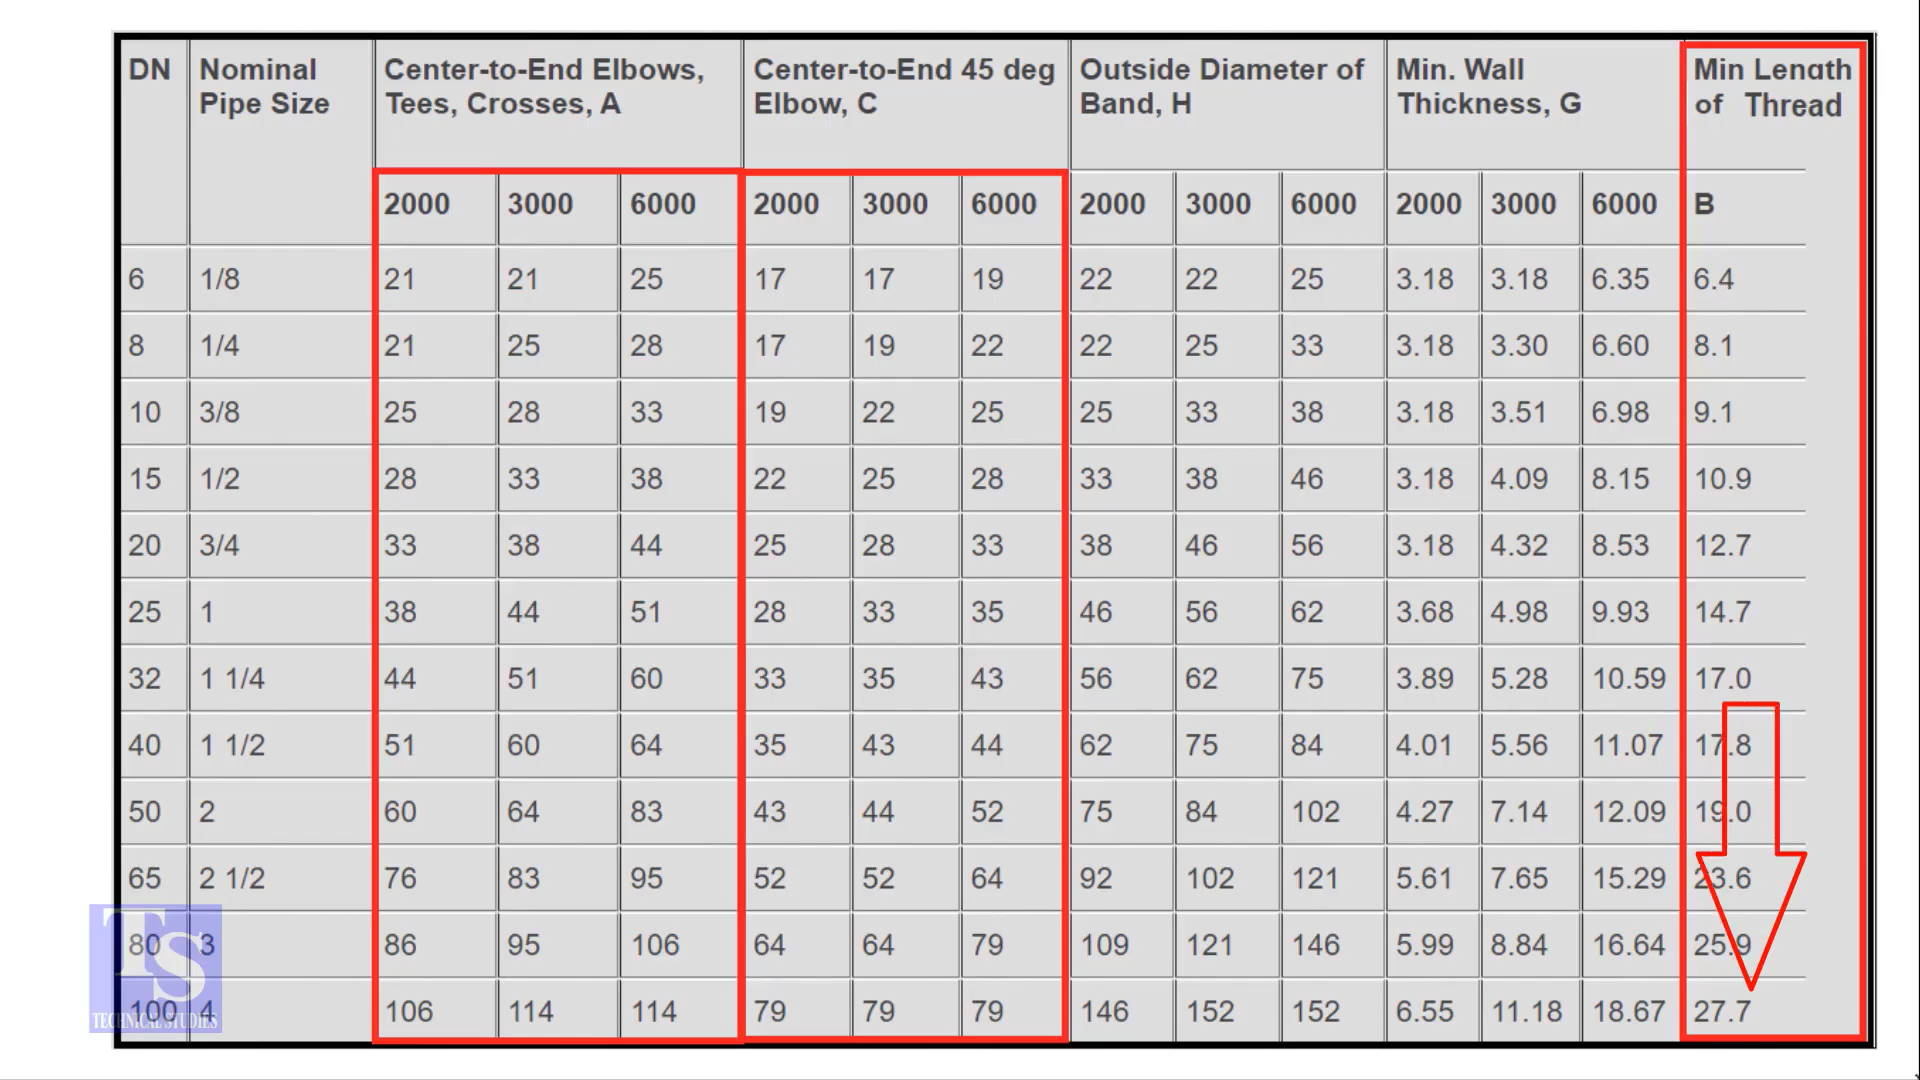 DN Nominal Pipe Size Center-to-End Elbows, Tees, Crosses, A Center-to-End 45 deg Elbow, C Outside Diameter of Band, H Min. Wall Thickness, G Min Length of Thread
2000 3000 6000 2000 3000 6000 2000 3000 6000 2000 3000 6000 B
6 1/8 21 21 25 17 17 19 22 22 25 3.18 3.18 6.35 6.4
8 1/4 21 25 28 17 19 22 22 25 33 3.18 3.30 6.60 8.1
10 3/8 25 28 33 19 22 25 25 33 38 3.18 3.51 6.98 9.1
15 1/2 28 33 38 22 25 28 33 38 46 3.18 4.09 8.15 10.9
20 3/4 33 38 44 25 28 33 38 46 56 3.18 4.32 8.53 12.7
25 1 38 44 51 28 33 35 46 56 62 3.68 4.98 9.93 14.7
32 1 1/4 44 51 60 33 35 43 56 62 75 3.89 5.28 10.59 17.0
40 1 1/2 51 60 64 35 43 44 62 75 84 4.01 5.56 11.07 17.8
50 2 60 64 83 43 44 52 75 84 102 4.27 7.14 12.09 19.0
65 2 1/2 76 83 95 52 52 64 92 102 121 5.61 7.65 15.29 23.6
80 3 86 95 106 64 64 79 109 121 146 5.99 8.84 16.64 25.9
100 4 106 114 114 79 79 79 146 152 152 6.55 11.18 18.67 27.7
TS
TECHNICAL STUDIES